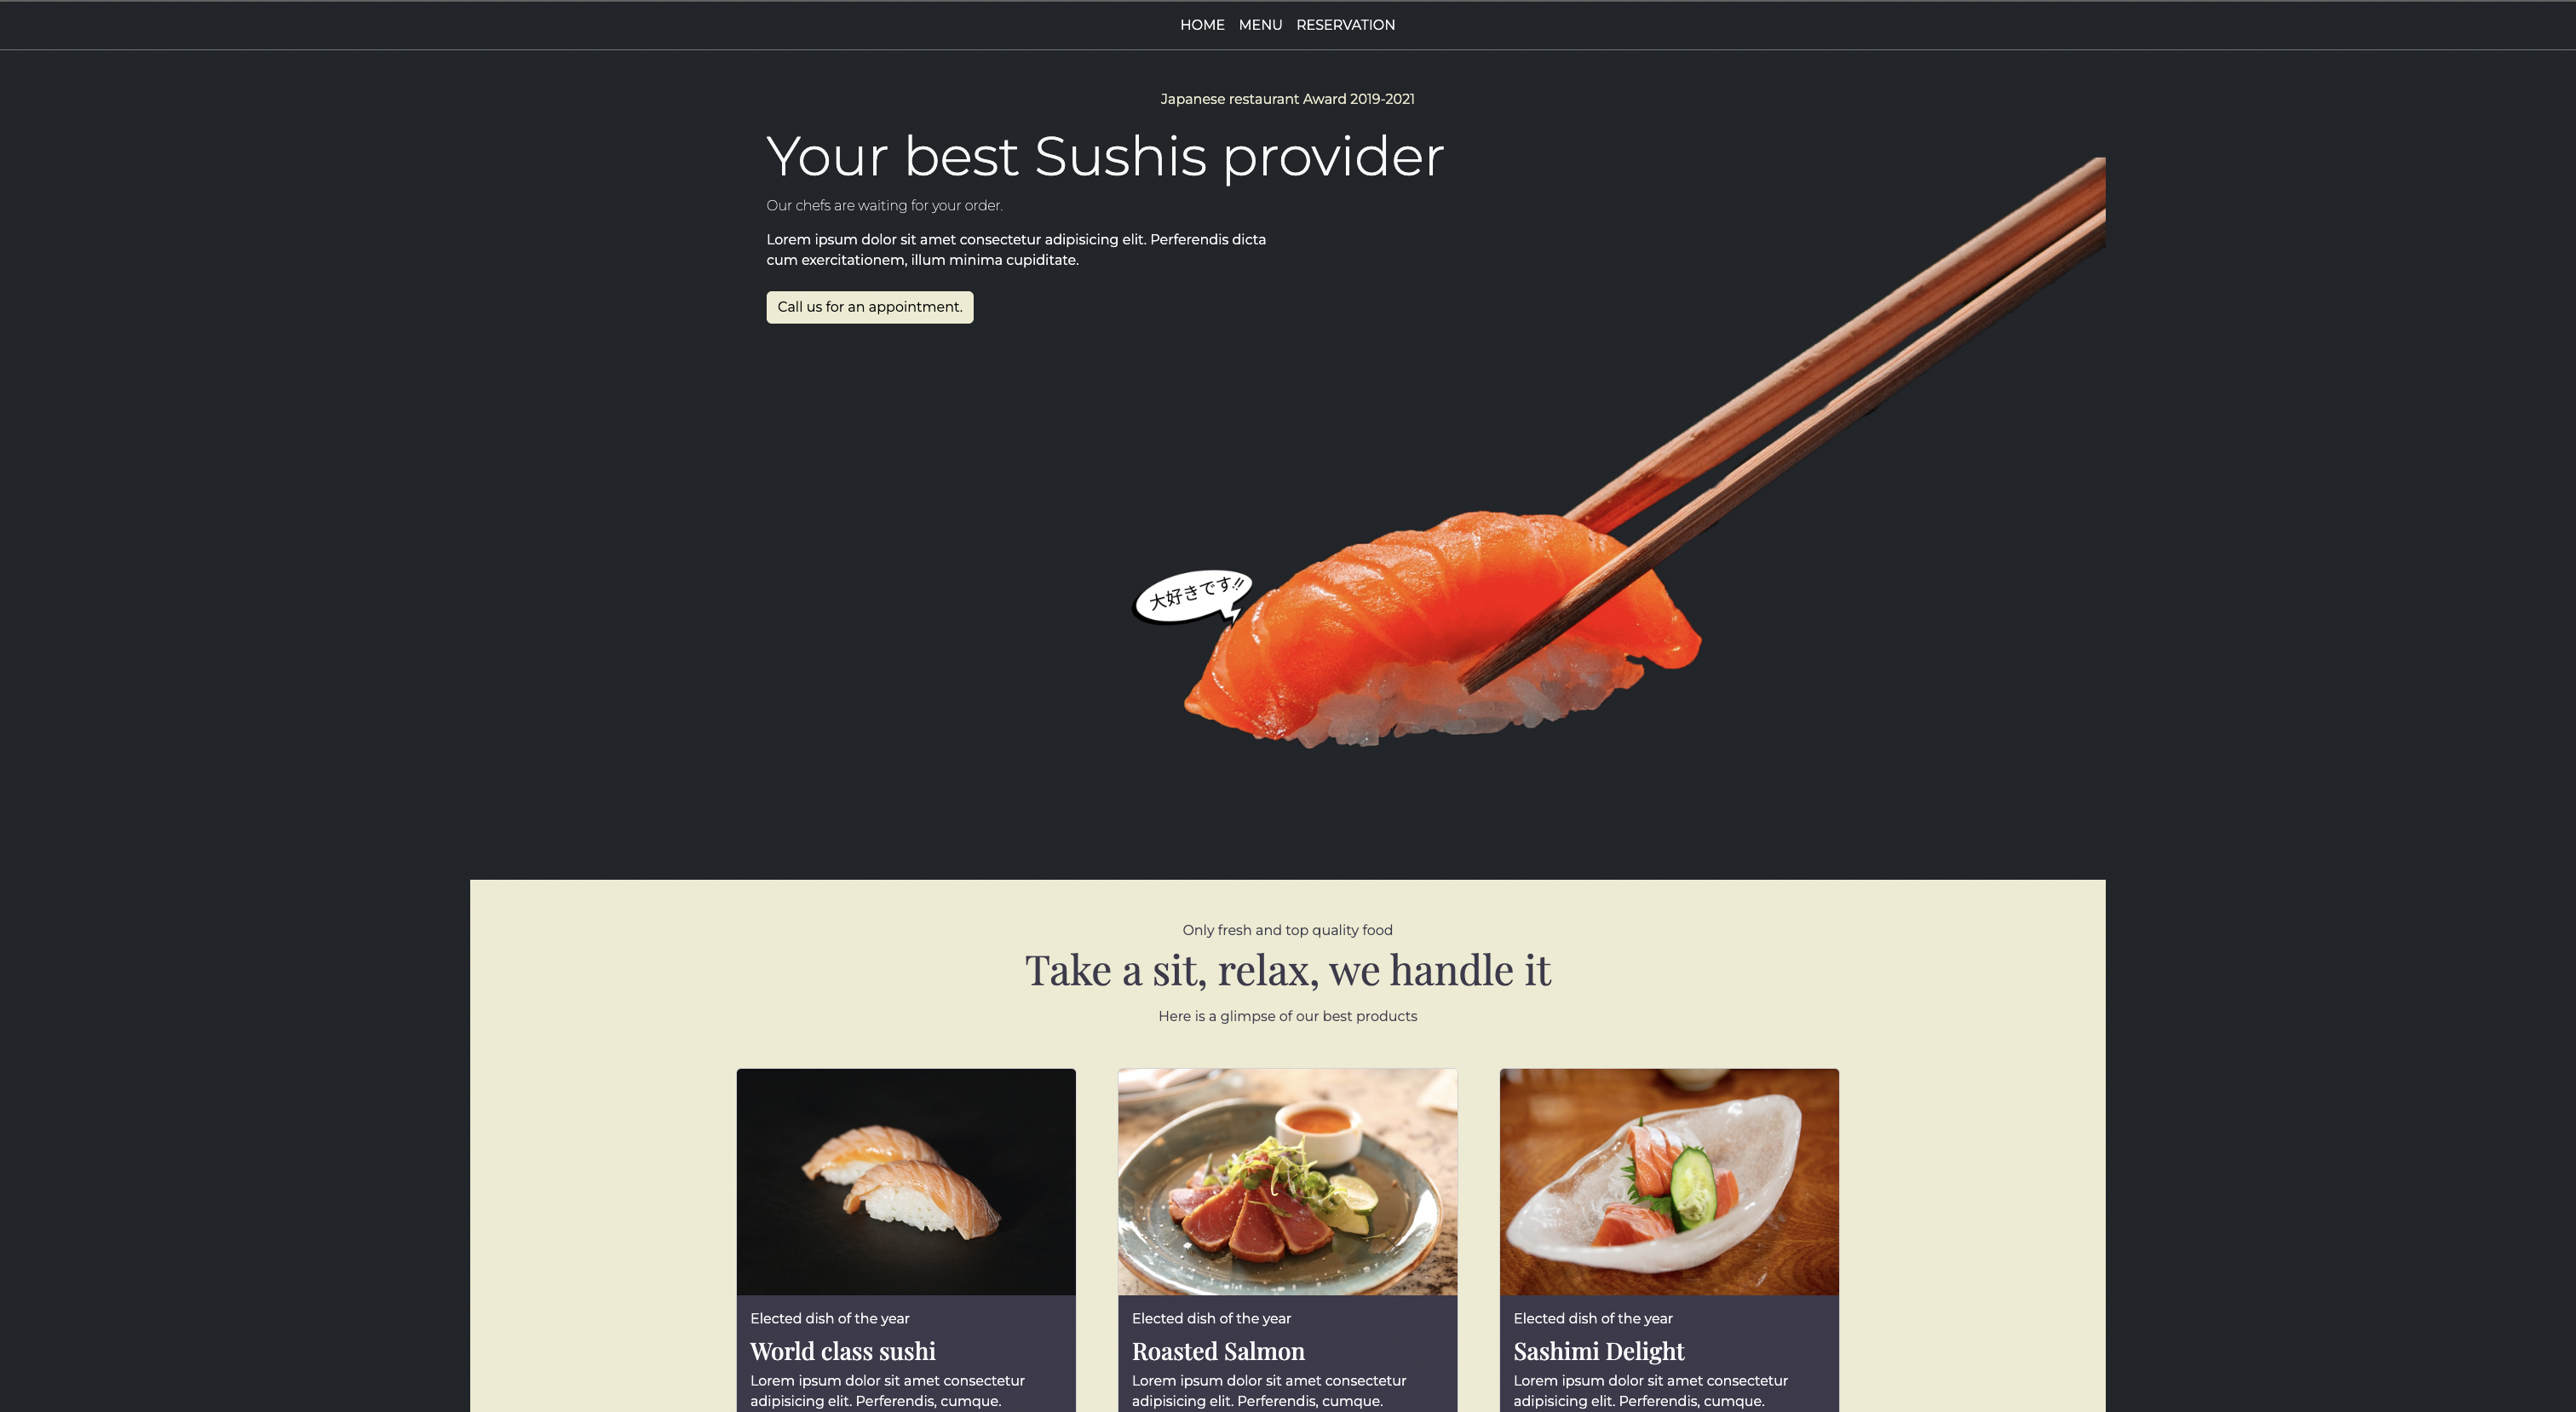 HOME MENU RESERVATION
Japanese restaurant Award 2019-2021
Your best Sushis provider
Our chefs are waiting for your order.
Lorem ipsum dolor sit amet consectetur adipisicing elit. Perferendis dicta
cum exercitationem, illum minima cupiditate.
Call us for an appointment.
大好きです!!
Only fresh and top quality food
Take a sit, relax, we handle it
Here is a glimpse of our best products
Elected dish of the year
World class sushi
Lorem ipsum dolor sit amet consectetur
adipisicing elit. Perferendis, cumque.
Elected dish of the year
Roasted Salmon
Lorem ipsum dolor sit amet consectetur
adipisicing elit. Perferendis, cumque.
Elected dish of the year
Sashimi Delight
Lorem ipsum dolor sit amet consectetur
adipisicing elit. Perferendis, cumque.